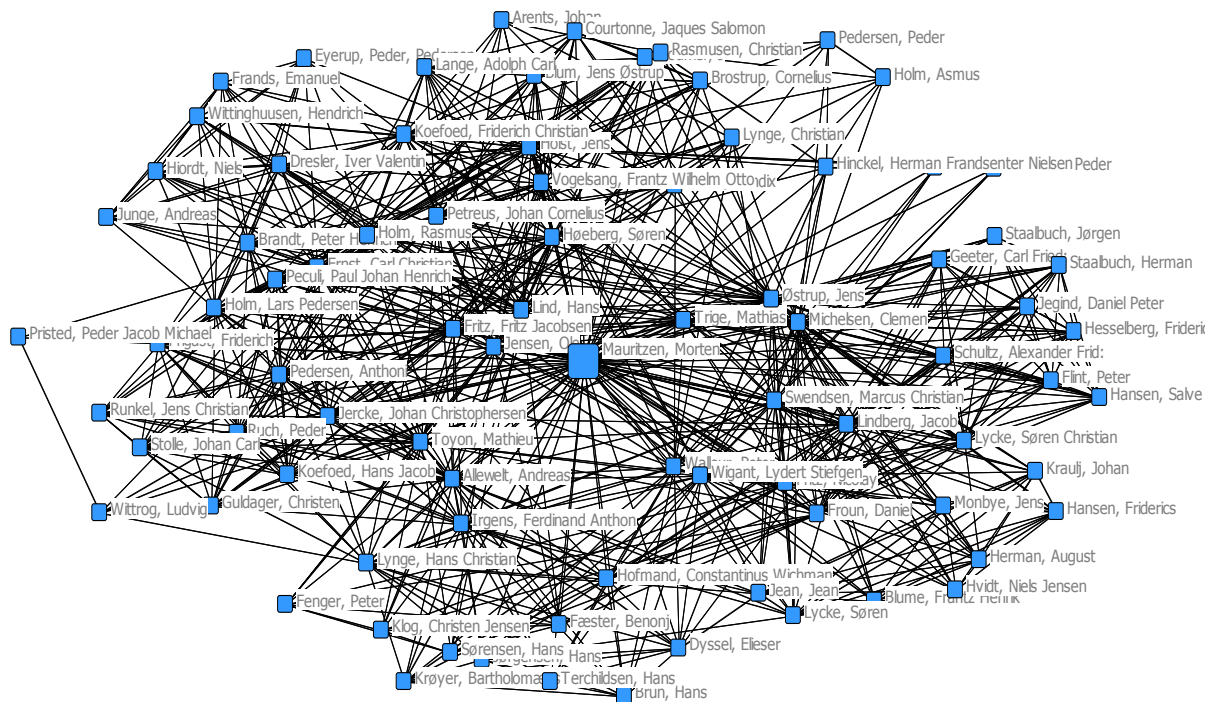 Arents, Johan
Courtonne, Jaques Salomon
Pedersen, Peder
Rasmusen, Christian
Eyerup, Peder, Pedersen
Lange, Adolph Carl
Blum, Jens Østrup
Brostrup, Cornelius
Holm, Asmus
Frands, Emanuel
Wittinghuusen, Hendrich
Koefoed, Friderich Christian
Lynge, Christian
Holst, Jens
Hiordt, Niels
Dresler, Iver Valentin
Hinckel, Herman Frandsenter Nielsen Peder
Vogelsang, Frantz Wilhelm Otto
Junge, Andreas
Petreus, Johan Cornelius
Holm, Rasmus
Høeberg, Søren
Staalbuch, Jørgen
Brandt, Peter
Ernst, Carl Christian
Geeter, Carl Fried
Staalbuch, Herman
Peculi, Paul Johan Henrich
Østrup, Jens
Holm, Lars Pedersen
Lind, Hans
Jegind, Daniel Peter
Trige, Mathias
Michelsen, Clemen
Fritz, Fritz Jacobsen
Hesselberg, Frideric
Pristed, Peder Jacob Michael
Friderich
Jensen, Ol
Mauritzen, Morten
Schultz, Alexander Frid:
Pedersen, Anthoni
Flint, Peter
Hansen, Salve
Swendsen, Marcus Christian
Runkel, Jens Christian
Jercke, Johan Christophersen
Lindberg, Jacob
Ruch, Peder
Stolle, Johan Carl
Toyon, Mathieu
Lycke, Søren Christian
Koefoed, Hans Jacob
Allewelt, Andreas
Wigant, Lydert Stiefgen
Kraulj, Johan
Guldager, Christen
Wittrog, Ludvig
Froun, Daniel
Monbye, Jens
Hansen, Friderics
Irgens, Ferdinand Anthon
Lynge, Hans Christian
Herman, August
Hofmand, Constantinus Wichman
Hvidt, Niels Jensen
Jean, Jean
Blume, Frantz Henrik
Fenger, Peter
Lycke, Søren
Klog, Christen Jensen
Fæster, Benonj
Dyssel, Elieser
Sørensen, Hans
Jørgensen, Hans
Krøyer, Bartholomæus
Terchildsen, Hans
Brun, Hans